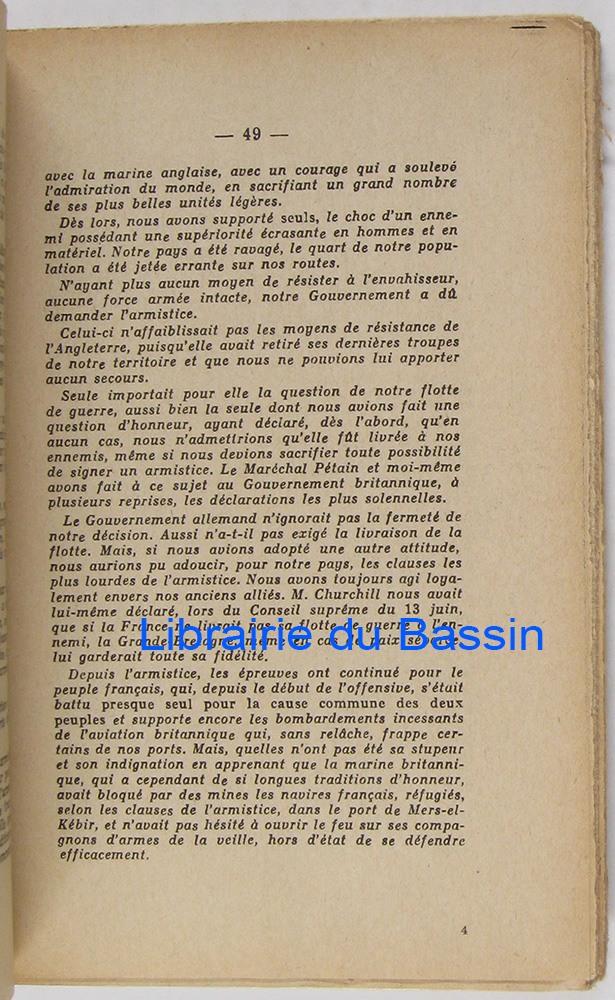 — 49 —
avec la marine anglaise, avec un courage qui a soulevé
l'admiration du monde, en sacrifiant un grand nombre
de ses plus belles unités légères.
Dès lors, nous avons supporté seuls, le choc d'un enne-
mi possédant une supériorité écrasante en hommes et en
matériel. Notre pays a été ravagé, le quart de notre popu-
lation a été jetée errante sur nos routes.
N'ayant plus aucun moyen de résister à l'envahisseur,
aucune force armée intacte, notre Gouvernement a dû
demander l'armistice.
Celui-ci n'affaiblissait pas les moyens de résistance de
l'Angleterre, puisqu'elle avait retiré ses dernières troupes
de notre territoire et que nous ne pouvions lui apporter
aucun secours.
Seule importait pour elle la question de notre flotte
de guerre, aussi bien la seule dont nous avions fait une
question d'honneur, ayant déclaré, dès l'abord, qu'en
aucun cas, nous n'admettrions qu'elle fût livrée à nos
ennemis, même si nous devions sacrifier toute possibilité
de signer un armistice. Le Maréchal Pétain et moi-même
avons fait à ce sujet au Gouvernement britannique, à
plusieurs reprises, les déclarations les plus solennelles.
Le Gouvernement allemand n'ignorait pas la fermeté de
notre décision. Aussi n'a-t-il pas exigé la livraison de la
flotte. Mais, si nous avions adopté une autre attitude,
nous aurions pu adoucir, pour notre pays, les clauses les
plus lourdes de l'armistice. Nous avons toujours agi loya-
lement envers nos anciens alliés. M. Churchill nous avait
lui-même déclaré, lors du Conseil suprême du 13 juin,
que si la France ne livrait pas sa flotte de guerre à l'en-
nemi, la Grande-Bretagne, même en cas de paix séparée,
lui garderait toute sa fidélité.
Librairie du Bassin
Depuis l'armistice, les épreuves ont continué pour le
peuple français, qui, depuis le début de l'offensive, s'était
battu presque seul pour la cause commune des deux
peuples et supporte encore les bombardements incessants
de l'aviation britannique qui, sans relâche, frappe cer-
tains de nos ports. Mais, quelles n'ont pas été sa stupeur
et son indignation en apprenant que la marine britanni-
que, qui a cependant de si longues traditions d'honneur,
avait bloqué par des mines les navires français, réfugiés,
selon les clauses de l'armistice, dans le port de Mers-el-
Kébir, et n'avait pas hésité à ouvrir le feu sur ses compa-
gnons d'armes de la veille, hors d'état de se défendre
efficacement.
4